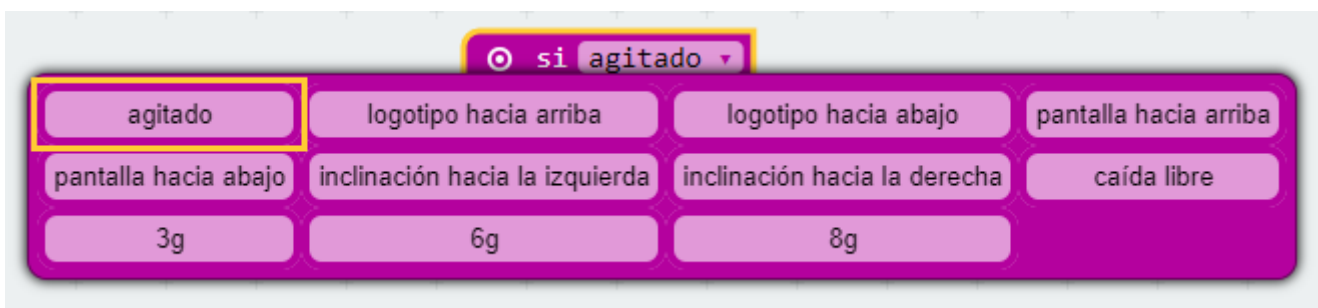 si agitado
agitado logotipo hacia arriba logotipo hacia abajo pantalla hacia arriba
pantalla hacia abajo inclinación hacia la izquierda inclinación hacia la derecha caída libre
3g 6g 8g